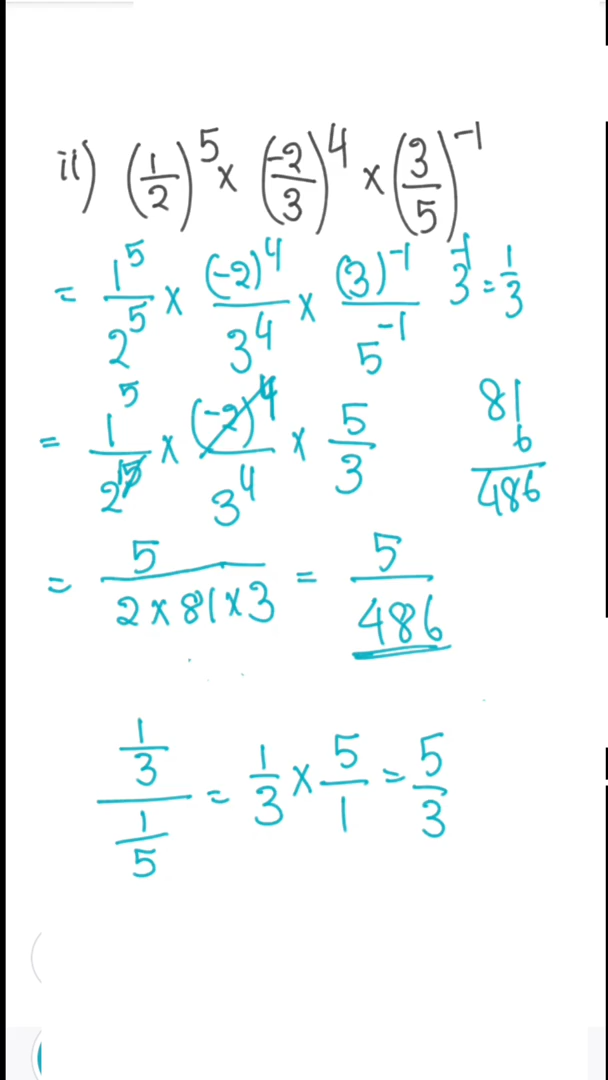 ii) (1/2)^5 × (-2/3)^4 × (3/5)^-1
= 1^5/2^5 × (-2)^4/3^4 × (3)^-1/5^-1 3^-1 = 1/3
= 1^5/2^5 × (-2)^4/3^4 × 5/3
81
6
486
= 5/(2×81×3) = 5/486
(1/3)/(1/5) = 1/3 × 5/1 = 5/3